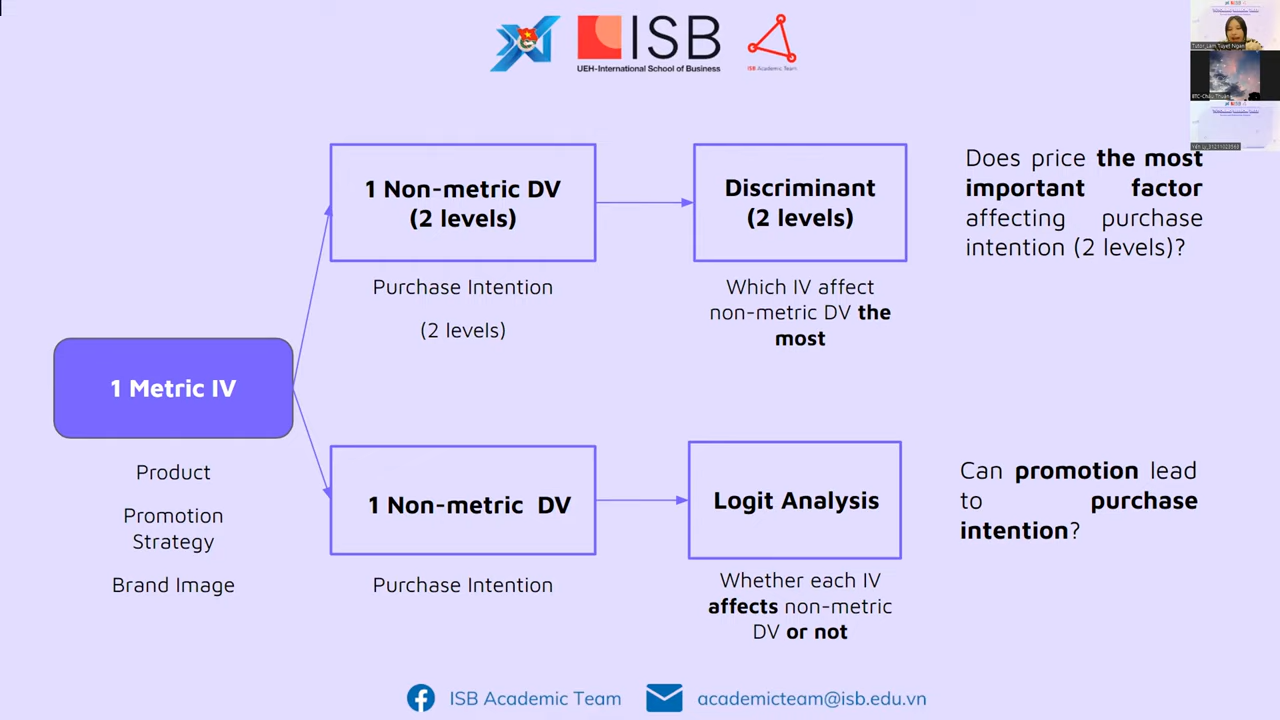 ISB
UEH-International School of Business
ISB Academic Team
Tutor_Lam Tuyet Ngan
1 Non-metric DV
(2 levels)
Purchase Intention
(2 levels)
Discriminant
(2 levels)
Which IV affect
non-metric DV the
most
Does price the most
important factor
affecting purchase
intention (2 levels)?
1 Metric IV
Product
Promotion
Strategy
Brand Image
1 Non-metric DV
Purchase Intention
Logit Analysis
Whether each IV
affects non-metric
DV or not
Can promotion lead
to purchase
intention?
ISB Academic Team
academicteam@isb.edu.vn